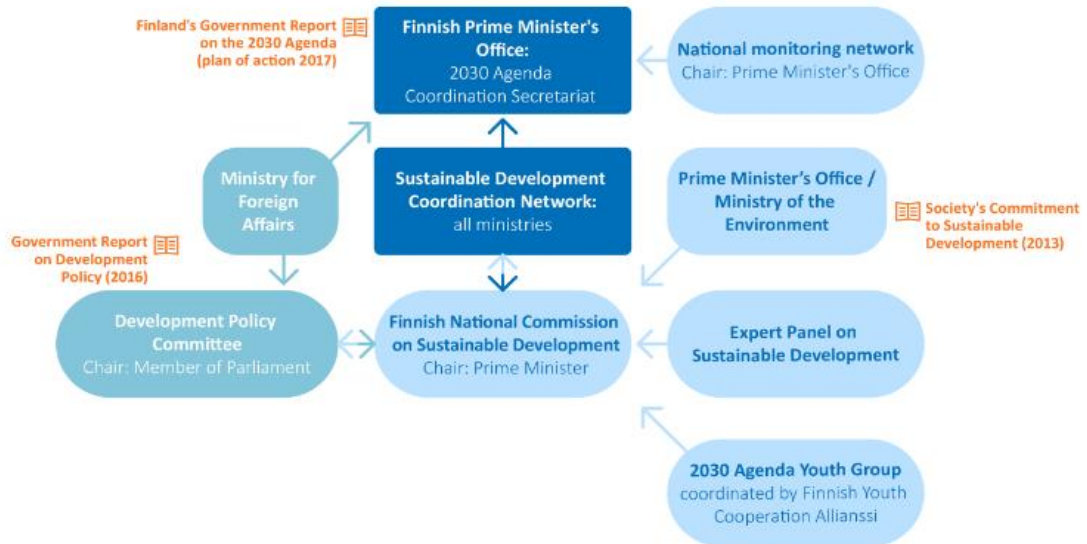 Finland's Government Report
on the 2030 Agenda
(plan of action 2017)
Finnish Prime Minister's
Office:
2030 Agenda
Coordination Secretariat
National monitoring network
Chair: Prime Minister's Office
Ministry for
Foreign
Affairs
Sustainable Development
Coordination Network:
all ministries
Prime Minister's Office /
Ministry of the
Environment
Society's Commitment
to Sustainable
Development (2013)
Government Report
on Development
Policy (2016)
Development Policy
Committee
Chair: Member of Parliament
Finnish National Commission
on Sustainable Development
Chair: Prime Minister
Expert Panel on
Sustainable Development
2030 Agenda Youth Group
coordinated by Finnish Youth
Cooperation Allianssi